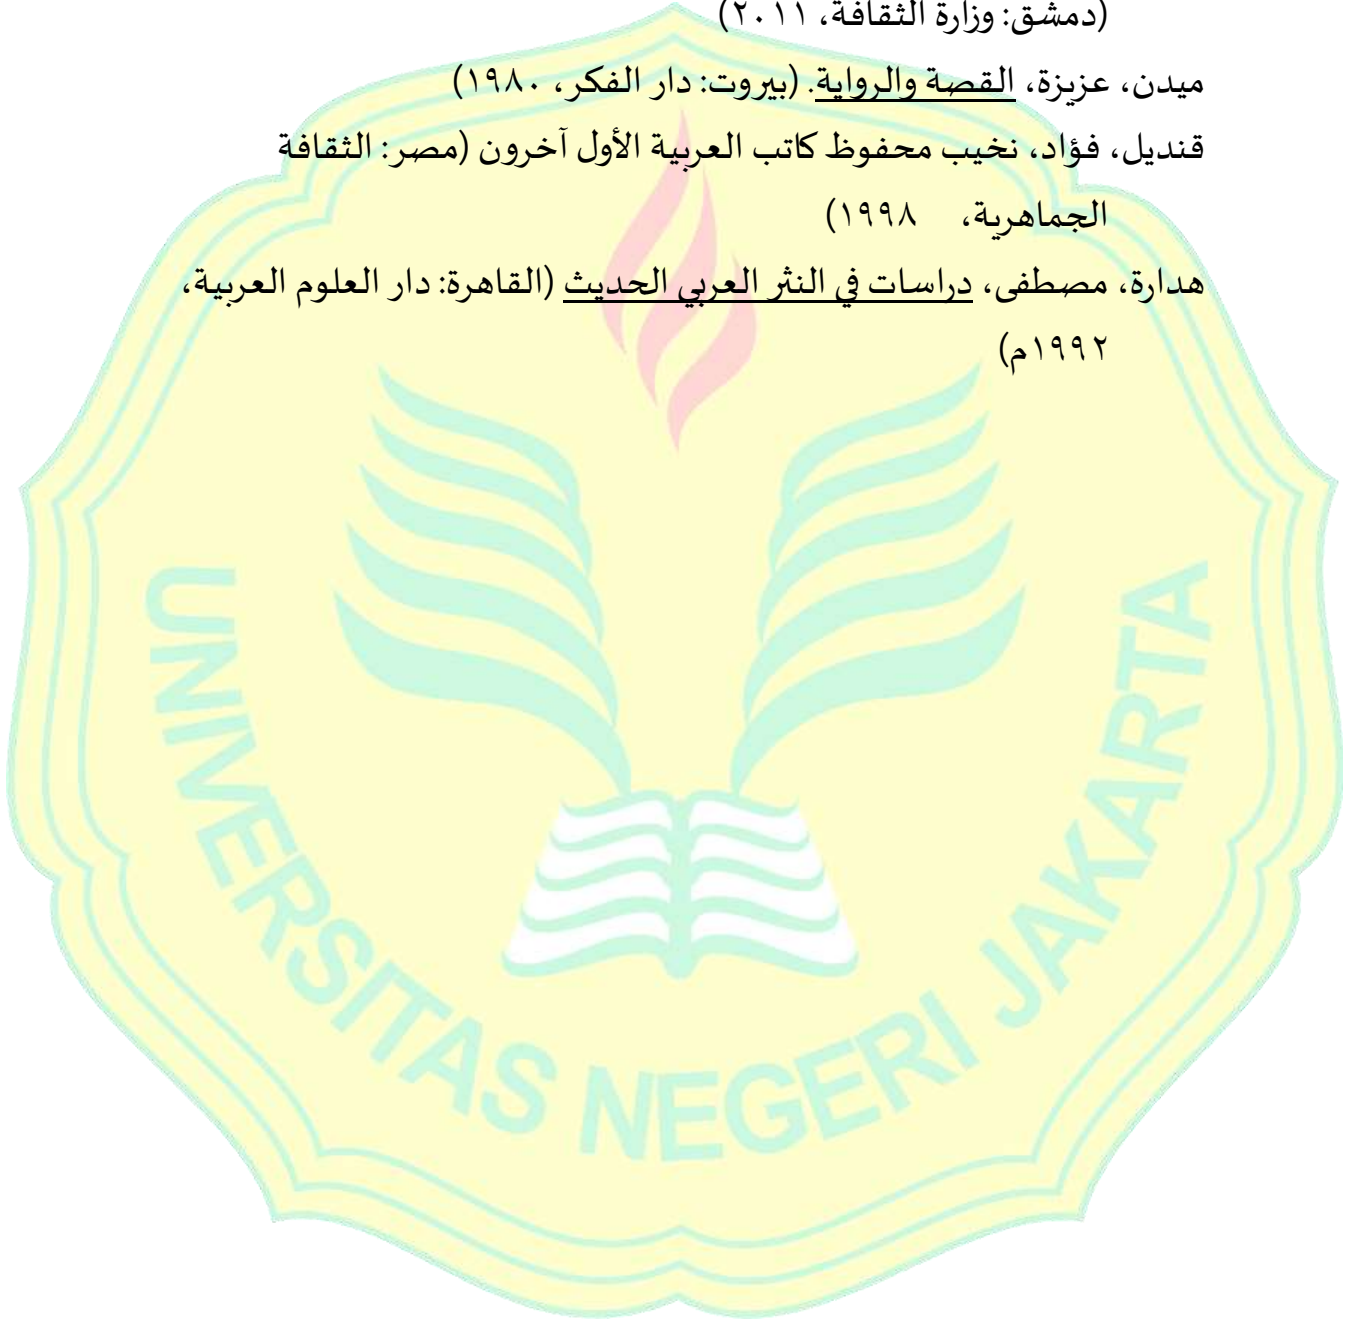 (دمشق: وزارة الثقافة، ٢٠١١)
ميدن، عزيزة، القصة والرواية. (بيروت: دار الفكر، ١٩٨٠)
قنديل، فؤاد، نخيب محفوظ كاتب العربية الأول آخرون (مصر: الثقافة
الجماهرية، ١٩٩٨)
هدارة، مصطفى، دراسات في النثر العربي الحديث (القاهرة: دار العلوم العربية،
١٩٩٢م)
UNIVERSITAS NEGERI JAKARTA